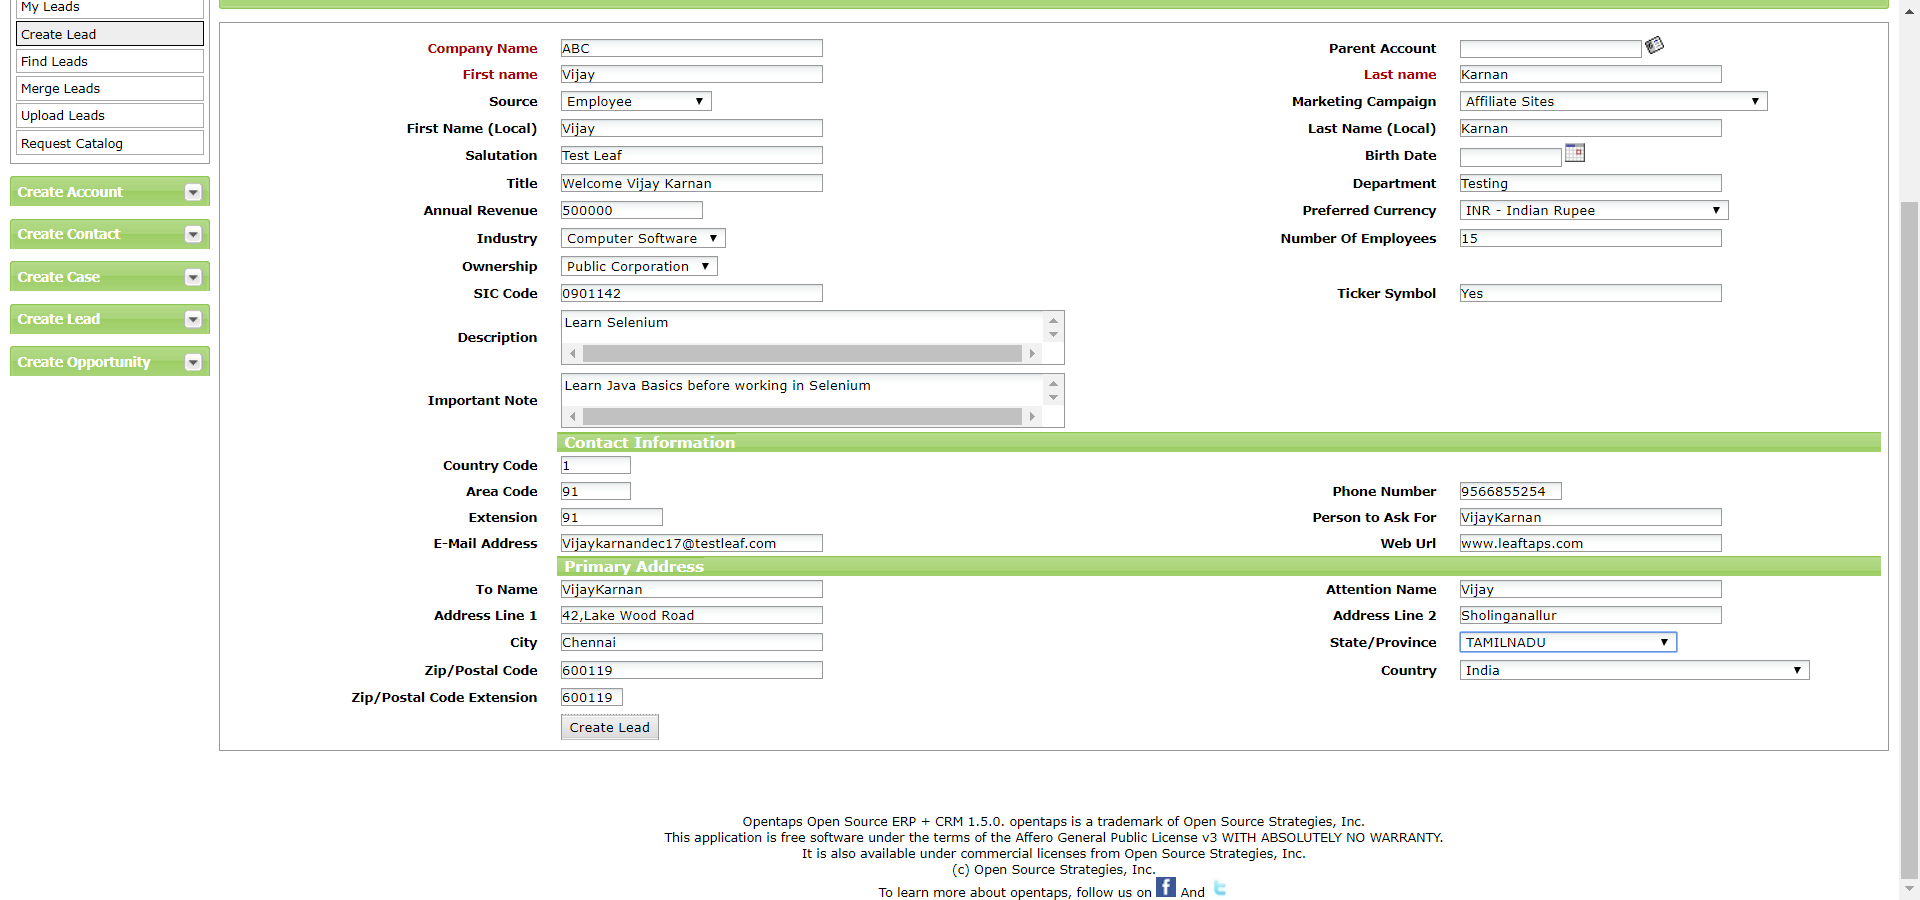 My Leads
Create Lead
Find Leads
Merge Leads
Upload Leads
Request Catalog
Create Account
Create Contact
Create Case
Create Lead
Create Opportunity
Company Name ABC Parent Account
First name Vijay Last name Karnan
Source Employee Marketing Campaign Affiliate Sites
First Name (Local) Vijay Last Name (Local) Karnan
Salutation Test Leaf Birth Date
Title Welcome Vijay Karnan Department Testing
Annual Revenue 500000 Preferred Currency INR - Indian Rupee
Industry Computer Software Number Of Employees 15
Ownership Public Corporation
SIC Code 0901142 Ticker Symbol Yes
Description Learn Selenium
Important Note Learn Java Basics before working in Selenium
Contact Information
Country Code 1
Area Code 91 Phone Number 9566855254
Extension 91 Person to Ask For VijayKarnan
E-Mail Address Vijaykarnandec17@testleaf.com Web Url www.leaftaps.com
Primary Address
To Name VijayKarnan Attention Name Vijay
Address Line 1 42,Lake Wood Road Address Line 2 Sholinganallur
City Chennai State/Province TAMILNADU
Zip/Postal Code 600119 Country India
Zip/Postal Code Extension 600119
Create Lead
Opentaps Open Source ERP + CRM 1.5.0. opentaps is a trademark of Open Source Strategies, Inc.
This application is free software under the terms of the Affero General Public License v3 WITH ABSOLUTELY NO WARRANTY.
It is also available under commercial licenses from Open Source Strategies, Inc.
(c) Open Source Strategies, Inc.
To learn more about opentaps, follow us on f And t